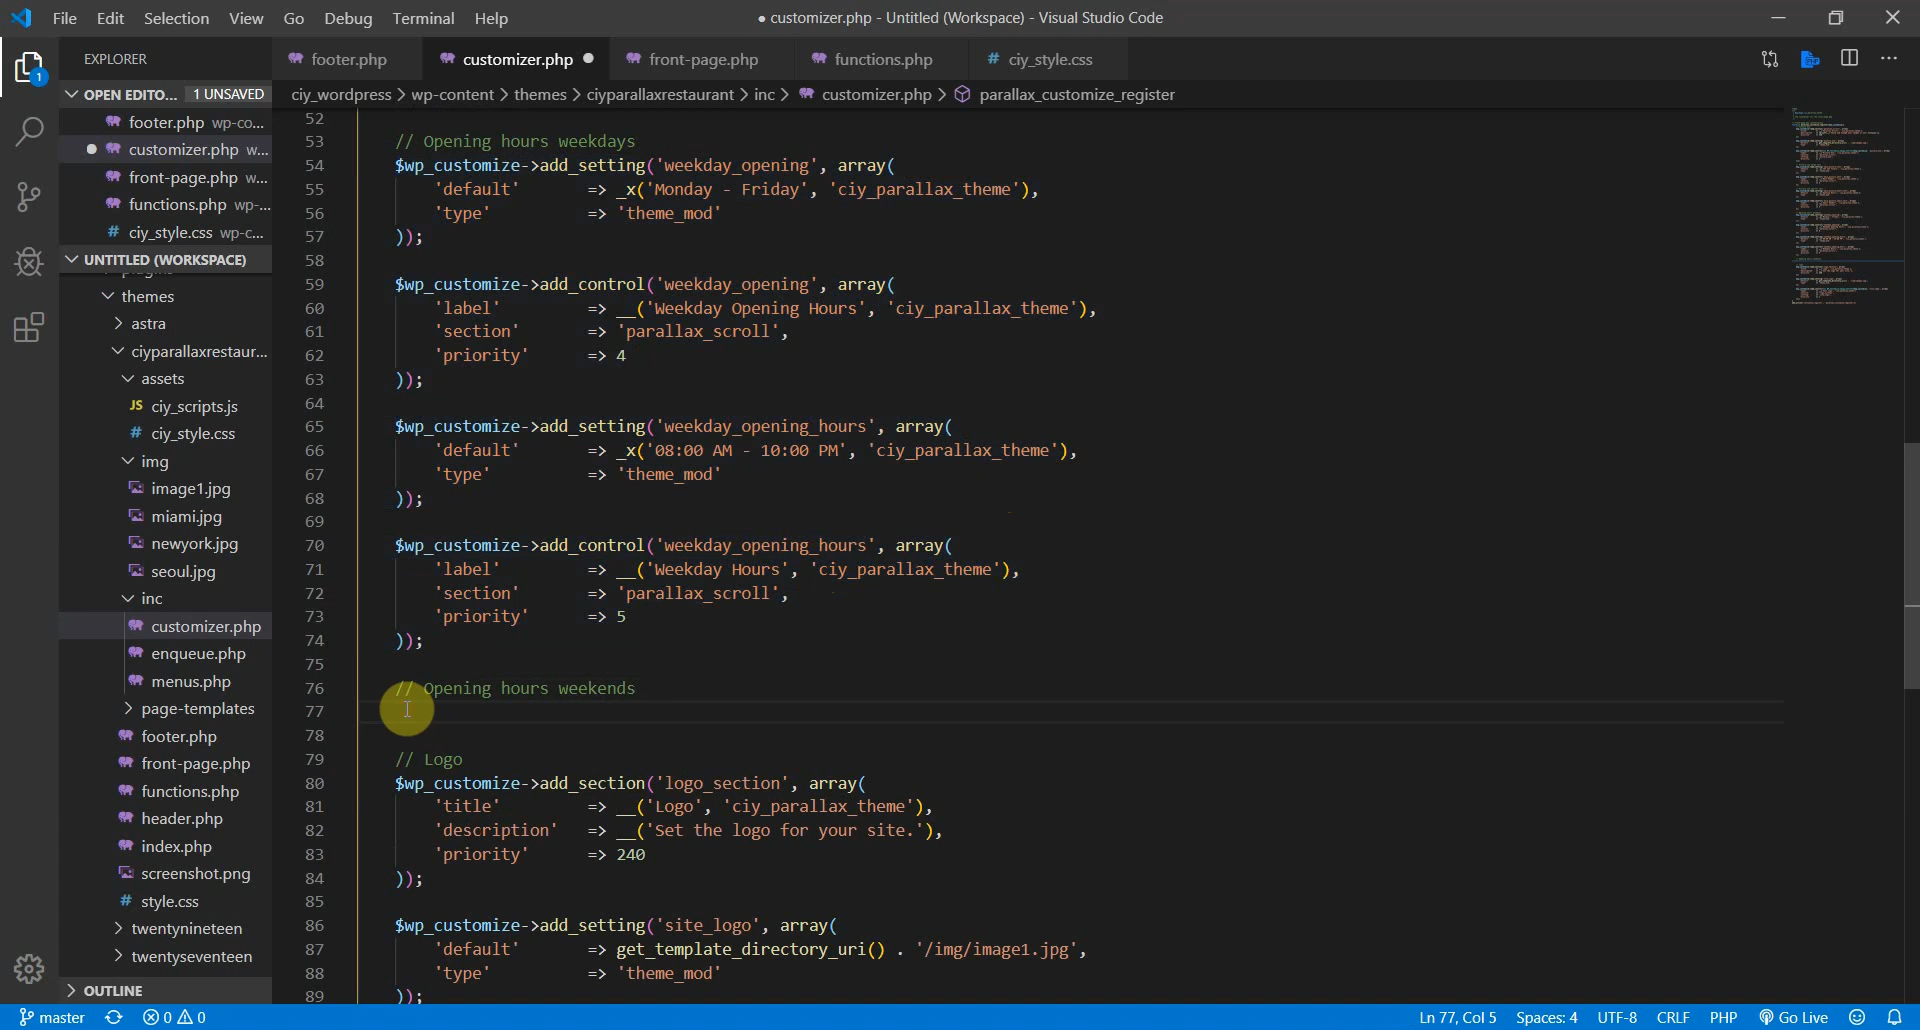 File Edit Selection View Go Debug Terminal Help
● customizer.php - Untitled (Workspace) - Visual Studio Code
EXPLORER
footer.php
customizer.php
front-page.php
functions.php
# ciy_style.css
OPEN EDITO... 1 UNSAVED
ciy_wordpress > wp-content > themes > ciyparallaxrestaurant > inc > customizer.php > parallax_customize_register
1
footer.php wp-co...
customizer.php w...
front-page.php w...
functions.php wp-...
# ciy_style.css wp-c...
UNTITLED (WORKSPACE)
themes
astra
ciyparallaxrestaur...
assets
JS ciy_scripts.js
# ciy_style.css
img
image1.jpg
miami.jpg
newyork.jpg
seoul.jpg
inc
customizer.php
enqueue.php
menus.php
page-templates
footer.php
front-page.php
functions.php
header.php
index.php
screenshot.png
# style.css
twentynineteen
twentyseventeen
OUTLINE
52
53 // Opening hours weekdays
54 $wp_customize->add_setting('weekday_opening', array(
55 'default' => _x('Monday - Friday', 'ciy_parallax_theme'),
56 'type' => 'theme_mod'
57 ));
58
59 $wp_customize->add_control('weekday_opening', array(
60 'label' => __('Weekday Opening Hours', 'ciy_parallax_theme'),
61 'section' => 'parallax_scroll',
62 'priority' => 4
63 ));
64
65 $wp_customize->add_setting('weekday_opening_hours', array(
66 'default' => _x('08:00 AM - 10:00 PM', 'ciy_parallax_theme'),
67 'type' => 'theme_mod'
68 ));
69
70 $wp_customize->add_control('weekday_opening_hours', array(
71 'label' => __('Weekday Hours', 'ciy_parallax_theme'),
72 'section' => 'parallax_scroll',
73 'priority' => 5
74 ));
75
76 // Opening hours weekends
77
78
79 // Logo
80 $wp_customize->add_section('logo_section', array(
81 'title' => __('Logo', 'ciy_parallax_theme'),
82 'description' => __('Set the logo for your site.'),
83 'priority' => 240
84 ));
85
86 $wp_customize->add_setting('site_logo', array(
87 'default' => get_template_directory_uri() . '/img/image1.jpg',
88 'type' => 'theme_mod'
89 ));
master 0 0
Ln 77, Col 5 Spaces: 4 UTF-8 CRLF PHP Go Live